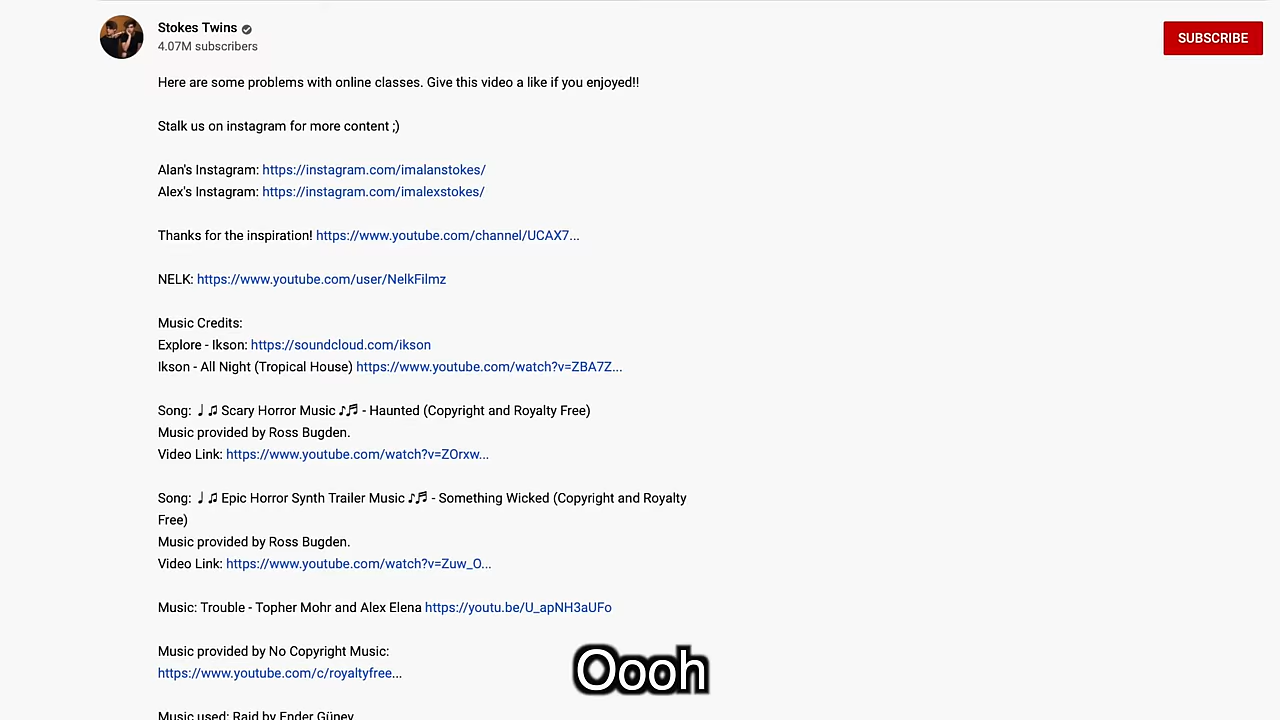 Stokes Twins
4.07M subscribers
SUBSCRIBE
Here are some problems with online classes. Give this video a like if you enjoyed!!
Stalk us on instagram for more content ;)
Alan's Instagram: https://instagram.com/imalanstokes/
Alex's Instagram: https://instagram.com/imalexstokes/
Thanks for the inspiration! https://www.youtube.com/channel/UCAX7...
NELK: https://www.youtube.com/user/NelkFilmz
Music Credits:
Explore - Ikson: https://soundcloud.com/ikson
Ikson - All Night (Tropical House) https://www.youtube.com/watch?v=ZBA7Z...
Song: ♩♫ Scary Horror Music ♪♬ - Haunted (Copyright and Royalty Free)
Music provided by Ross Bugden.
Video Link: https://www.youtube.com/watch?v=ZOrxw...
Song: ♩♫ Epic Horror Synth Trailer Music ♪♬ - Something Wicked (Copyright and Royalty
Free)
Music provided by Ross Bugden.
Video Link: https://www.youtube.com/watch?v=Zuw_O...
Music: Trouble - Topher Mohr and Alex Elena https://youtu.be/U_apNH3aUFo
Music provided by No Copyright Music:
https://www.youtube.com/c/royaltyfree...
Oooh
Music used: Raid by Ender Güney